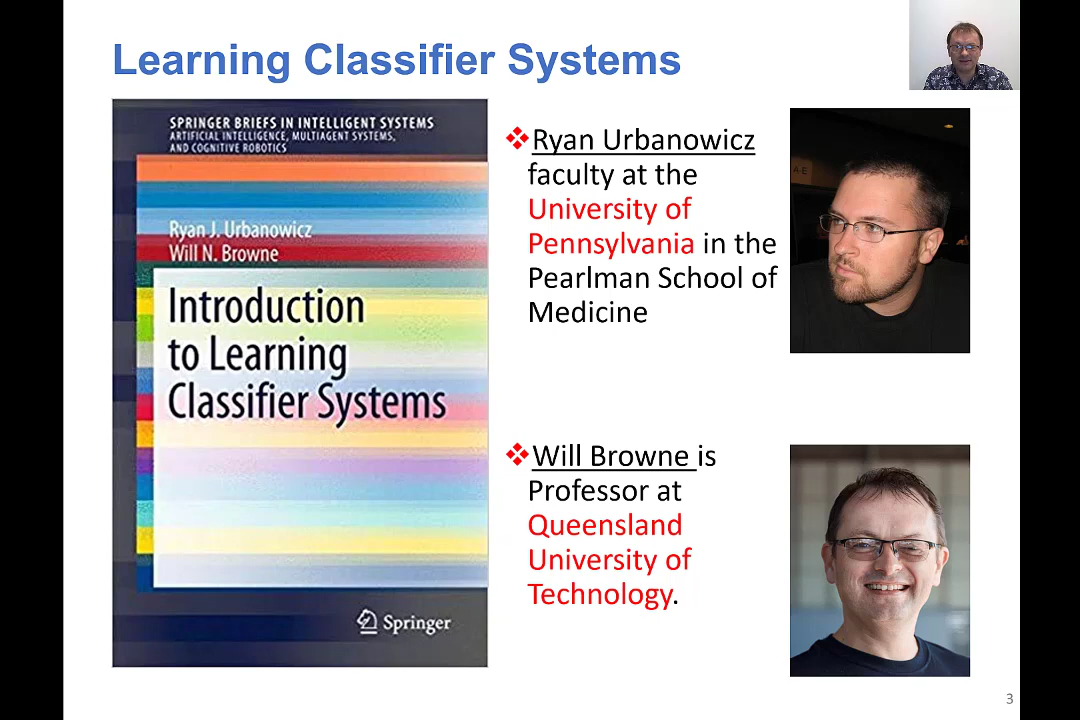 Learning Classifier Systems
SPRINGER BRIEFS IN INTELLIGENT SYSTEMS
ARTIFICIAL INTELLIGENCE, MULTIAGENT SYSTEMS,
AND COGNITIVE ROBOTICS
Ryan J. Urbanowicz
Will N. Browne
Introduction
to Learning
Classifier Systems
Springer
❖Ryan Urbanowicz
faculty at the
University of
Pennsylvania in the
Pearlman School of
Medicine
A-E
❖Will Browne is
Professor at
Queensland
University of
Technology.
3